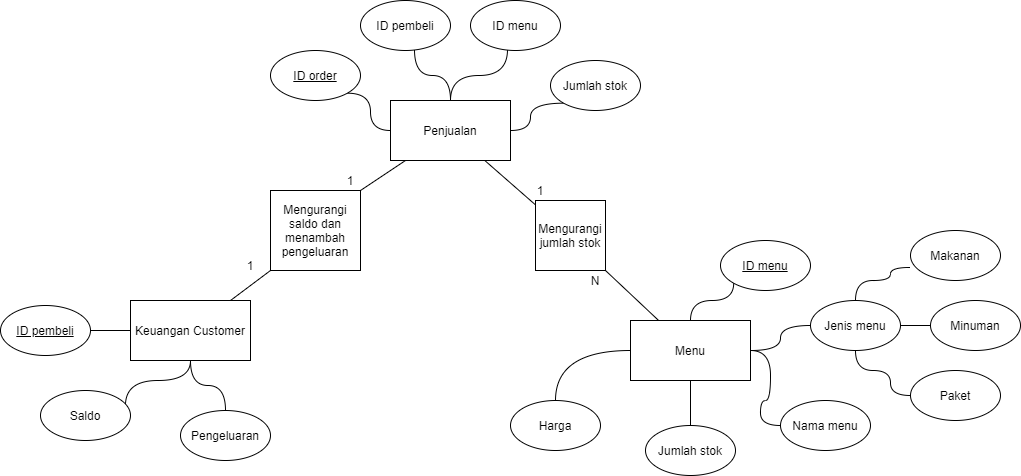 ID pembeli
ID menu
ID order
Jumlah stok
Penjualan
1
1
Mengurangi
saldo dan
menambah
pengeluaran
Mengurangi
jumlah stok
1
N
Makanan
ID menu
ID pembeli
Keuangan Customer
Jenis menu
Minuman
Menu
Paket
Saldo
Pengeluaran
Harga
Nama menu
Jumlah stok